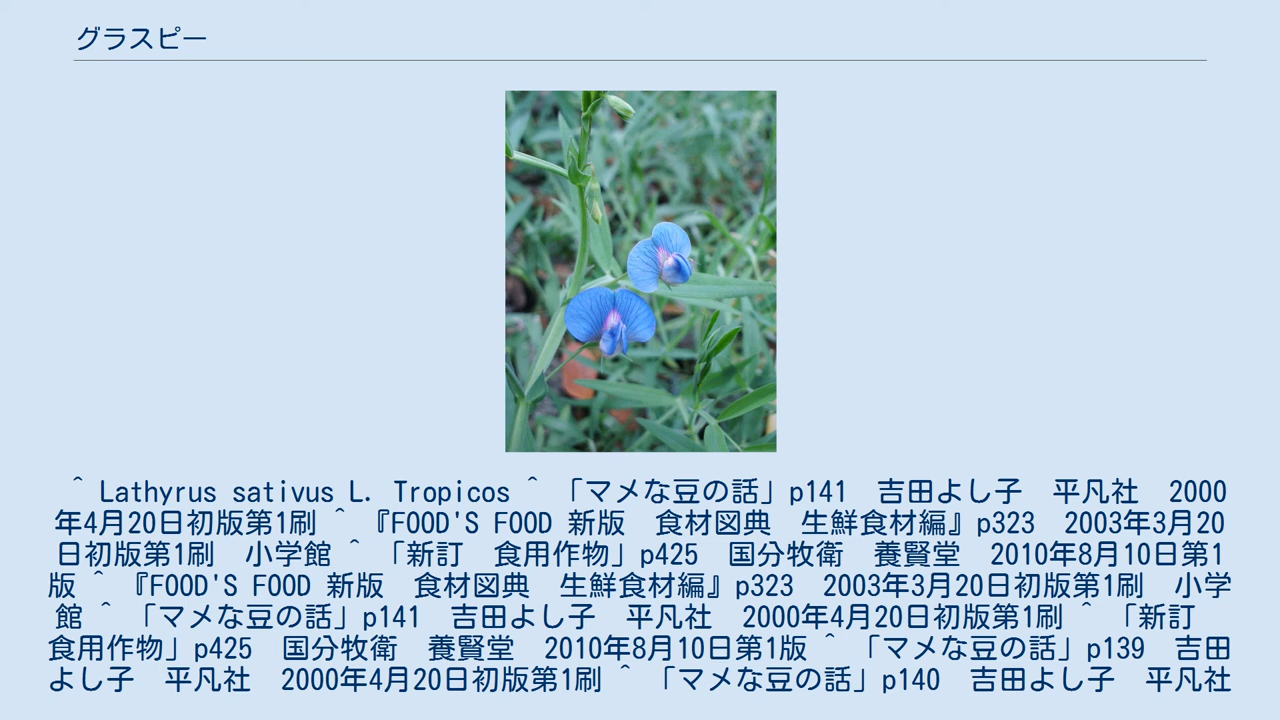 グラスピー
^ Lathyrus sativus L. Tropicos ^ 「マメな豆の話」p141　吉田よし子　平凡社　2000
年4月20日初版第1刷 ^ 『FOOD'S FOOD 新版　食材図典　生鮮食材編』p323　2003年3月20
日初版第1刷　小学館 ^ 「新訂　食用作物」p425　国分牧衛　養賢堂　2010年8月10日第1
版 ^ 『FOOD'S FOOD 新版　食材図典　生鮮食材編』p323　2003年3月20日初版第1刷　小学
館 ^ 「マメな豆の話」p141　吉田よし子　平凡社　2000年4月20日初版第1刷 ^ 「新訂
食用作物」p425　国分牧衛　養賢堂　2010年8月10日第1版 ^ 「マメな豆の話」p139　吉田
よし子　平凡社　2000年4月20日初版第1刷 ^ 「マメな豆の話」p140　吉田よし子　平凡社